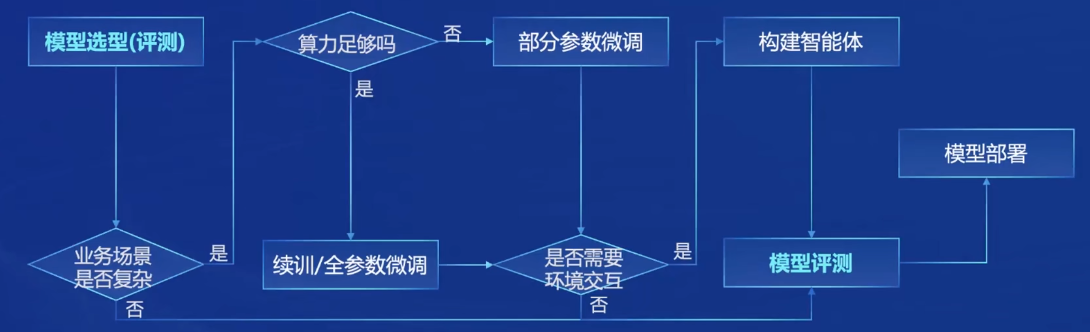 模型选型(评测)
算力足够吗
否
部分参数微调
构建智能体
是
模型部署
业务场景
是否复杂
是
续训/全参数微调
是否需要
环境交互
是
模型评测
否
否